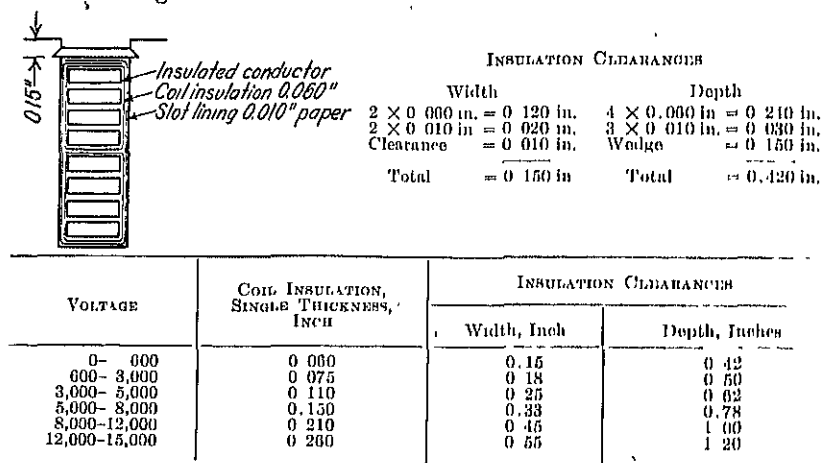 015"
Insulated conductor
Coil insulation 0.060"
Slot lining 0.010" paper
INSULATION CLEARANCES
Width Depth
2 × 0 060 in. = 0 120 in. 4 × 0.060 in = 0 240 in.
2 × 0 010 in = 0 020 in. 3 × 0 010 in. = 0 030 in.
Clearance = 0 010 in. Wedge = 0 150 in.
Total = 0 150 in Total = 0.420 in.
VOLTAGE COIL INSULATION, SINGLE THICKNESS, INCH INSULATION CLEARANCES
Width, Inch Depth, Inches
0– 600 0 060 0.15 0 42
600– 3,000 0 075 0 18 0 50
3,000– 5,000 0 110 0 25 0 62
5,000– 8,000 0.150 0.33 0.78
8,000–12,000 0 210 0 45 1 00
12,000–15,000 0 260 0 55 1 20